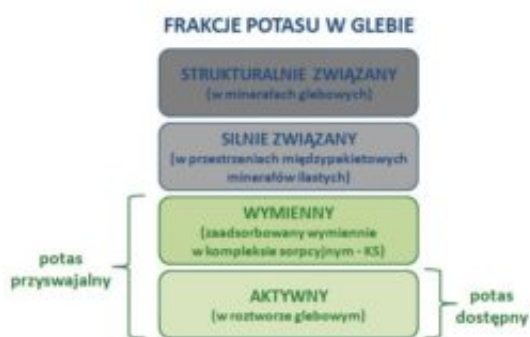 FRAKCJE POTASU W GLEBIE
STRUKTURALNIE ZWIĄZANY
(w minerałach glebowych)
SILNIE ZWIĄZANY
(w przestrzeniach międzypakietowych
minerałów ilastych)
WYMIENNY
(zaadsorbowany wymiennie
w kompleksie sorpcyjnym - KS)
potas
przyswajalny
AKTYWNY
(w roztworze glebowym)
potas
dostępny